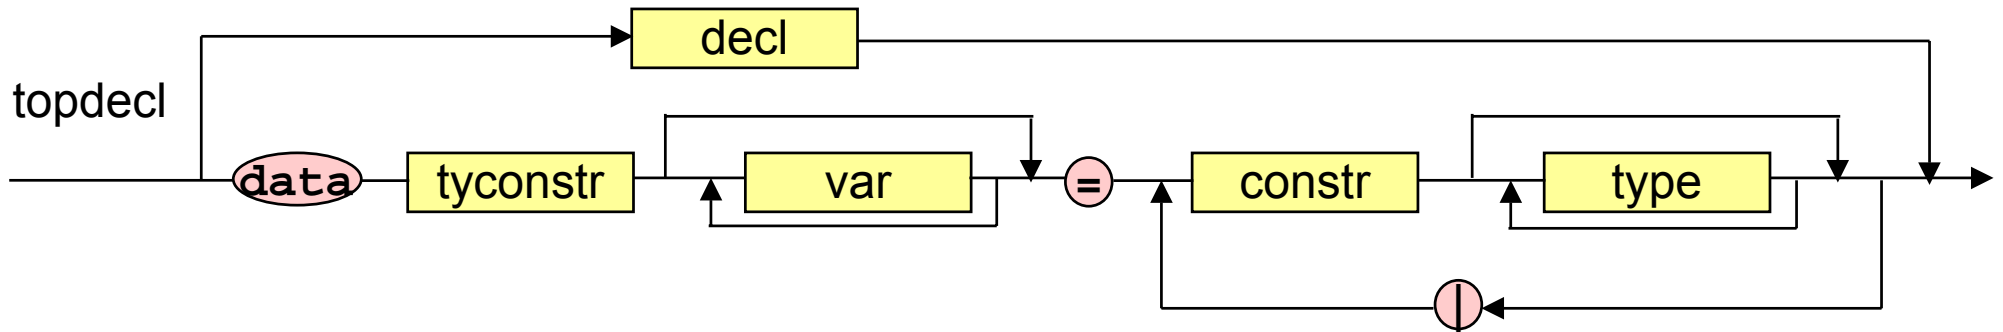 decl
topdecl
data tyconstr var = constr type
|